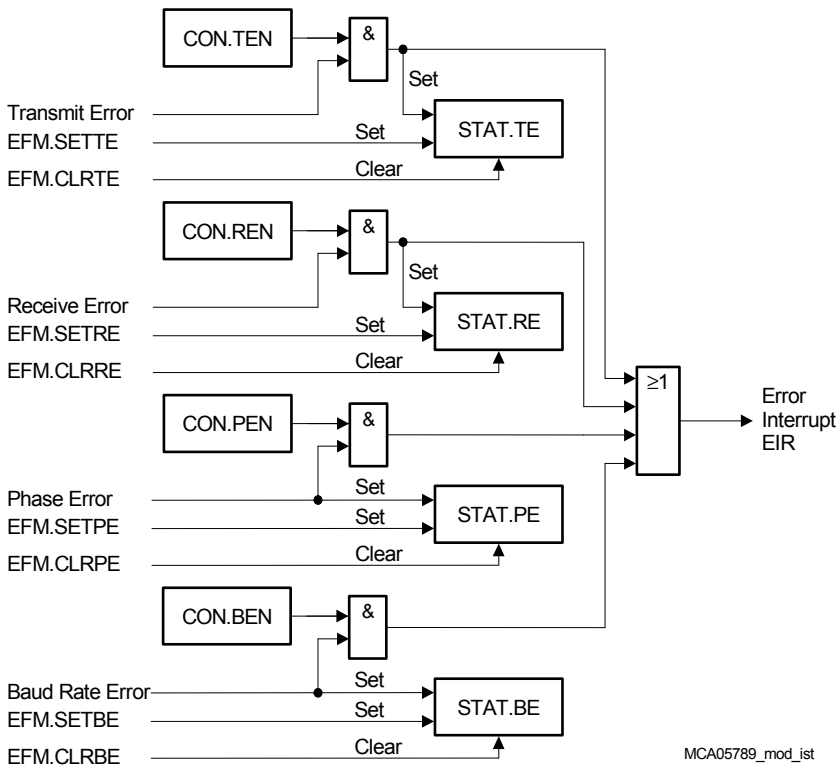 CON.TEN
&
Set
Transmit Error
EFM.SETTE
Set
STAT.TE
EFM.CLRTE
Clear
CON.REN
&
Set
Receive Error
EFM.SETRE
Set
STAT.RE
EFM.CLRRE
Clear
≥1
Error
Interrupt
EIR
CON.PEN
&
Phase Error
Set
EFM.SETPE
Set
STAT.PE
EFM.CLRPE
Clear
CON.BEN
&
Baud Rate Error
Set
EFM.SETBE
Set
STAT.BE
EFM.CLRBE
Clear
MCA05789_mod_ist